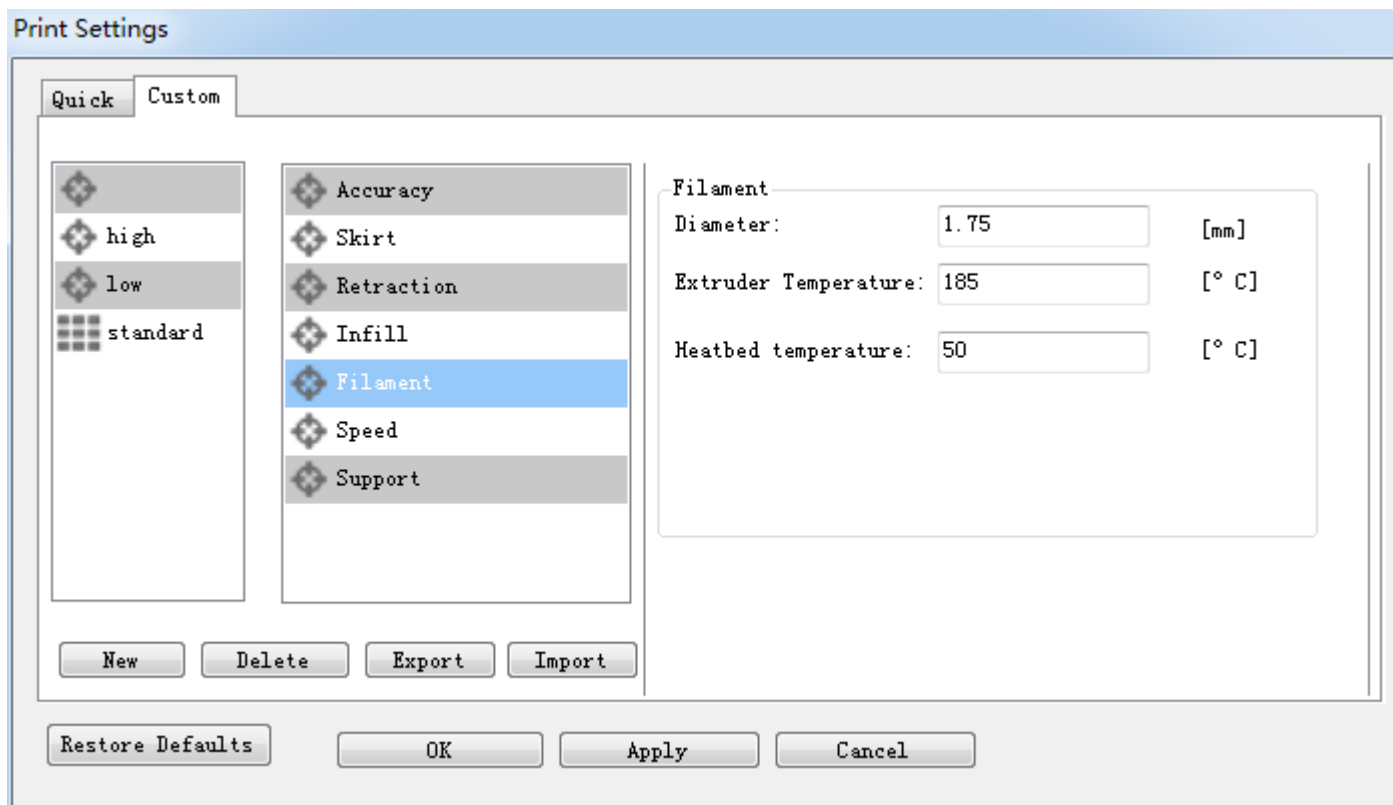 Print Settings
Quick
Custom
high
low
standard
Accuracy
Skirt
Retraction
Infill
Filament
Speed
Support
Filament
Diameter: 1.75 [mm]
Extruder Temperature: 185 [° C]
Heatbed temperature: 50 [° C]
New Delete Export Import
Restore Defaults OK Apply Cancel